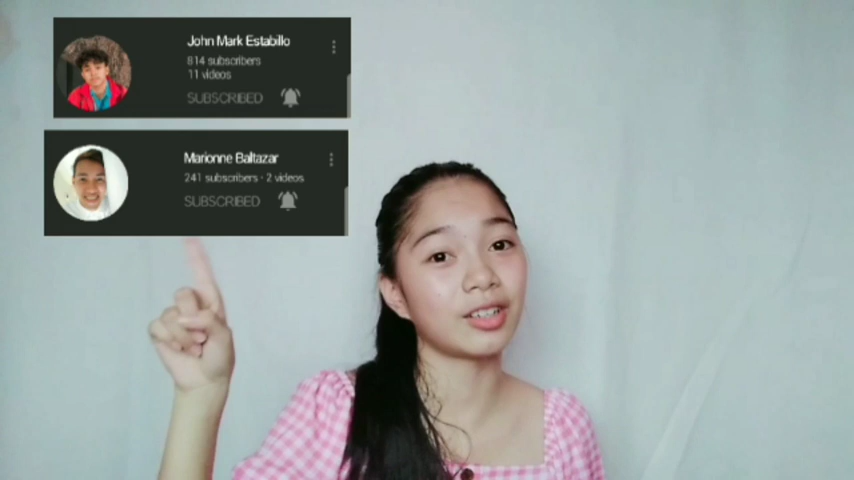 John Mark Estabillo
814 subscribers
11 videos
SUBSCRIBED
Marionne Baltazar
241 subscribers · 2 videos
SUBSCRIBED